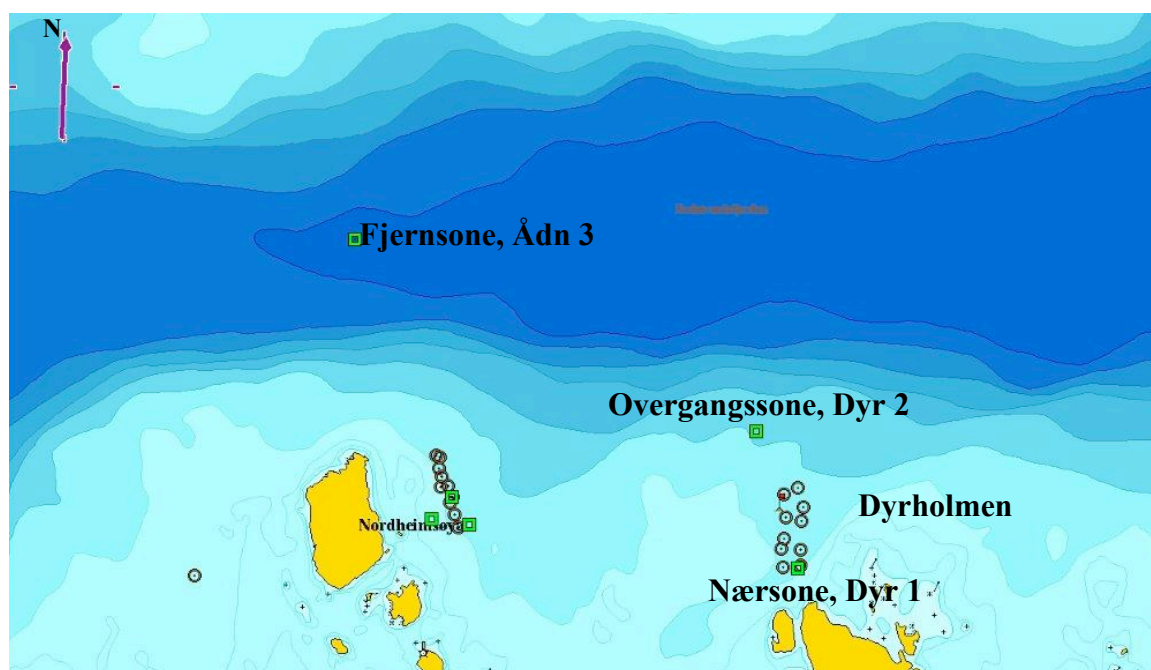 N
Fjernsone, Ådn 3
Overgangssone, Dyr 2
Dyrholmen
Nordheimsøya
Nærsone, Dyr 1